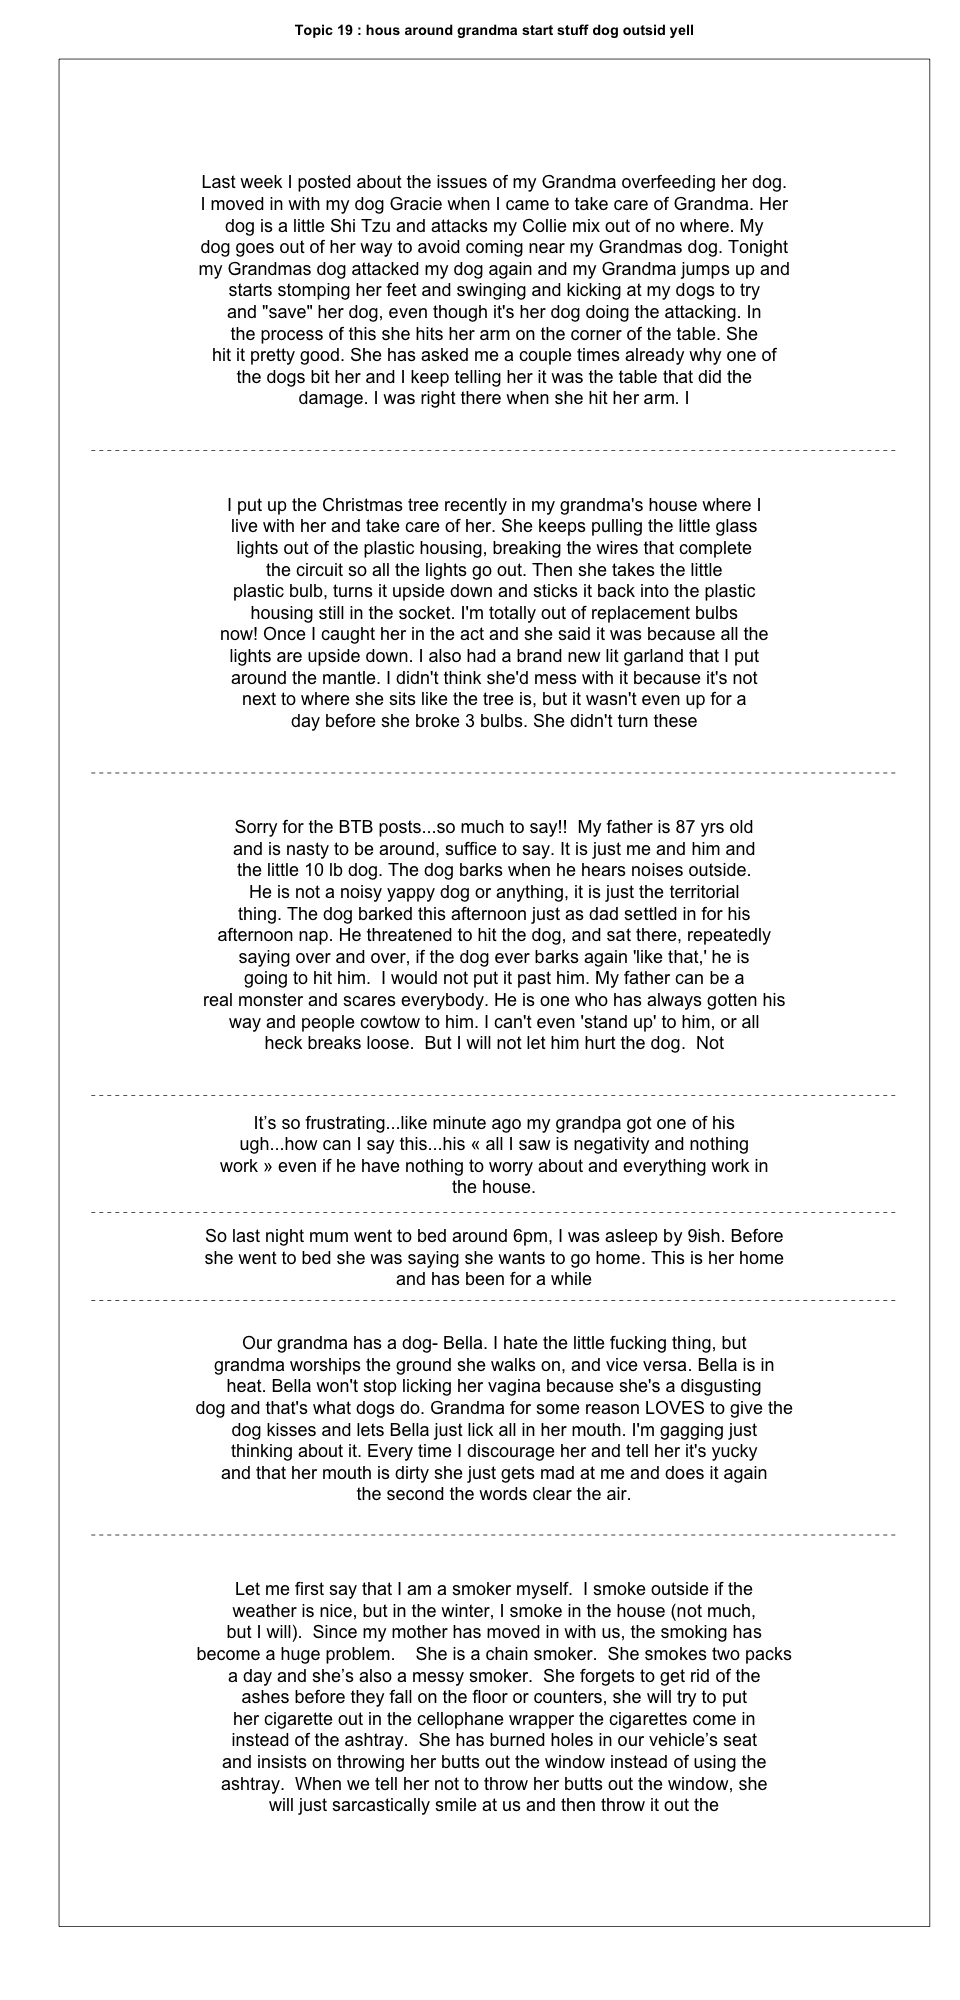 Topic 19 : hous around grandma start stuff dog outsid yell
Last week I posted about the issues of my Grandma overfeeding her dog.
I moved in with my dog Gracie when I came to take care of Grandma. Her
dog is a little Shi Tzu and attacks my Collie mix out of no where. My
dog goes out of her way to avoid coming near my Grandmas dog. Tonight
my Grandmas dog attacked my dog again and my Grandma jumps up and
starts stomping her feet and swinging and kicking at my dogs to try
and "save" her dog, even though it's her dog doing the attacking. In
the process of this she hits her arm on the corner of the table. She
hit it pretty good. She has asked me a couple times already why one of
the dogs bit her and I keep telling her it was the table that did the
damage. I was right there when she hit her arm. I
I put up the Christmas tree recently in my grandma's house where I
live with her and take care of her. She keeps pulling the little glass
lights out of the plastic housing, breaking the wires that complete
the circuit so all the lights go out. Then she takes the little
plastic bulb, turns it upside down and sticks it back into the plastic
housing still in the socket. I'm totally out of replacement bulbs
now! Once I caught her in the act and she said it was because all the
lights are upside down. I also had a brand new lit garland that I put
around the mantle. I didn't think she'd mess with it because it's not
next to where she sits like the tree is, but it wasn't even up for a
day before she broke 3 bulbs. She didn't turn these
Sorry for the BTB posts...so much to say!!  My father is 87 yrs old
and is nasty to be around, suffice to say. It is just me and him and
the little 10 lb dog. The dog barks when he hears noises outside.
He is not a noisy yappy dog or anything, it is just the territorial
thing. The dog barked this afternoon just as dad settled in for his
afternoon nap. He threatened to hit the dog, and sat there, repeatedly
saying over and over, if the dog ever barks again 'like that,' he is
going to hit him.  I would not put it past him. My father can be a
real monster and scares everybody. He is one who has always gotten his
way and people cowtow to him. I can't even 'stand up' to him, or all
heck breaks loose.  But I will not let him hurt the dog.  Not
It’s so frustrating...like minute ago my grandpa got one of his
ugh...how can I say this...his « all I saw is negativity and nothing
work » even if he have nothing to worry about and everything work in
the house.
So last night mum went to bed around 6pm, I was asleep by 9ish. Before
she went to bed she was saying she wants to go home. This is her home
and has been for a while
Our grandma has a dog- Bella. I hate the little fucking thing, but
grandma worships the ground she walks on, and vice versa. Bella is in
heat. Bella won't stop licking her vagina because she's a disgusting
dog and that's what dogs do. Grandma for some reason LOVES to give the
dog kisses and lets Bella just lick all in her mouth. I'm gagging just
thinking about it. Every time I discourage her and tell her it's yucky
and that her mouth is dirty she just gets mad at me and does it again
the second the words clear the air.
Let me first say that I am a smoker myself.  I smoke outside if the
weather is nice, but in the winter, I smoke in the house (not much,
but I will).  Since my mother has moved in with us, the smoking has
become a huge problem.    She is a chain smoker.  She smokes two packs
a day and she’s also a messy smoker.  She forgets to get rid of the
ashes before they fall on the floor or counters, she will try to put
her cigarette out in the cellophane wrapper the cigarettes come in
instead of the ashtray.  She has burned holes in our vehicle’s seat
and insists on throwing her butts out the window instead of using the
ashtray.  When we tell her not to throw her butts out the window, she
will just sarcastically smile at us and then throw it out the